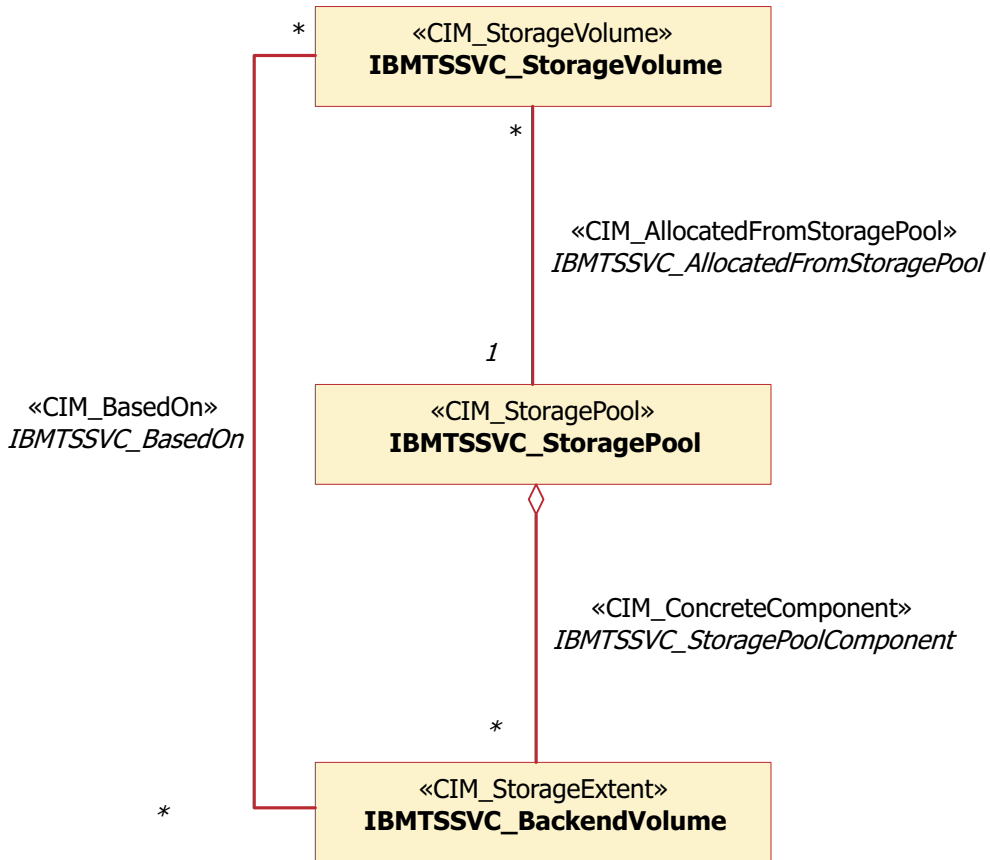 *
«CIM_StorageVolume»
IBMTSSVC_StorageVolume
*
«CIM_AllocatedFromStoragePool»
IBMTSSVC_AllocatedFromStoragePool
1
«CIM_BasedOn»
IBMTSSVC_BasedOn
«CIM_StoragePool»
IBMTSSVC_StoragePool
«CIM_ConcreteComponent»
IBMTSSVC_StoragePoolComponent
*
*
«CIM_StorageExtent»
IBMTSSVC_BackendVolume